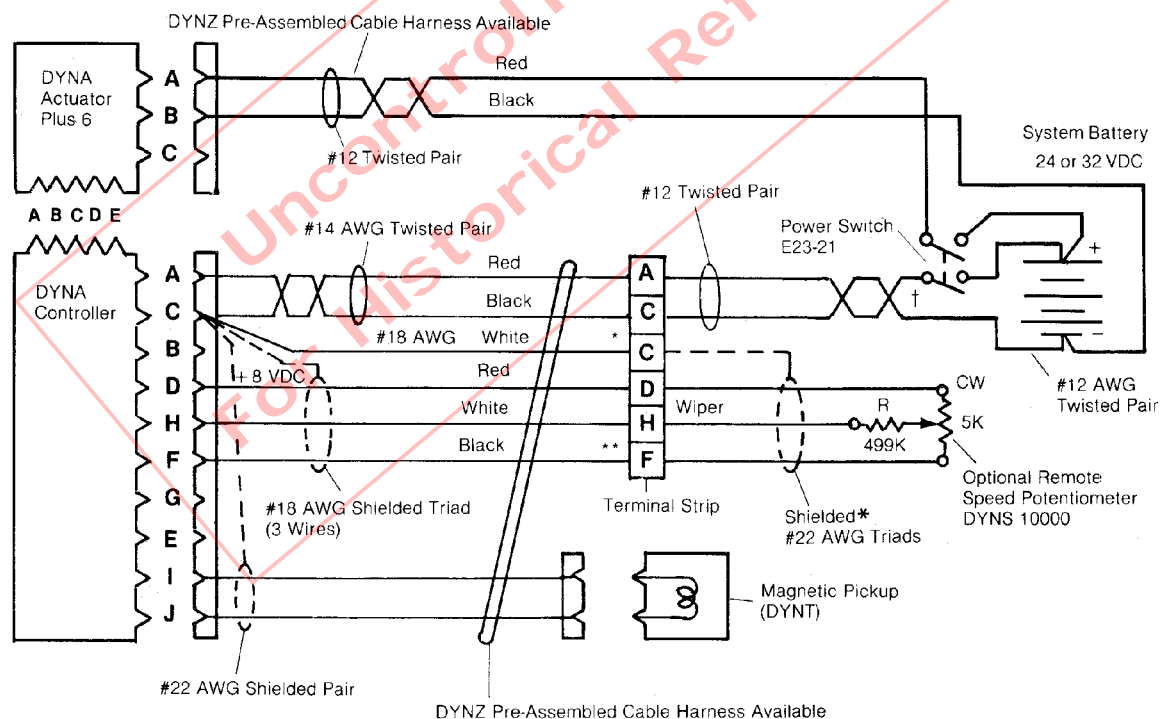 DYNZ Pre-Assembled Cable Harness Available
DYNA
Actuator
Plus 6
A
B
C
Red
Black
#12 Twisted Pair
System Battery
24 or 32 VDC
A B C D E
#14 AWG Twisted Pair
#12 Twisted Pair
Power Switch
E23-21
DYNA
Controller
A
C
B
D
H
F
G
E
I
J
Red
Black
#18 AWG White *
+ 8 VDC
Red
White
Black **
A
C
C
D
H
F
Terminal Strip
†
+
−
#12 AWG
Twisted Pair
CW
Wiper
R
499K
5K
Optional Remote
Speed Potentiometer
DYNS 10000
#18 AWG Shielded Triad
(3 Wires)
Shielded*
#22 AWG Triads
Magnetic Pickup
(DYNT)
#22 AWG Shielded Pair
DYNZ Pre-Assembled Cable Harness Available
Uncontrol
For Historical Ref